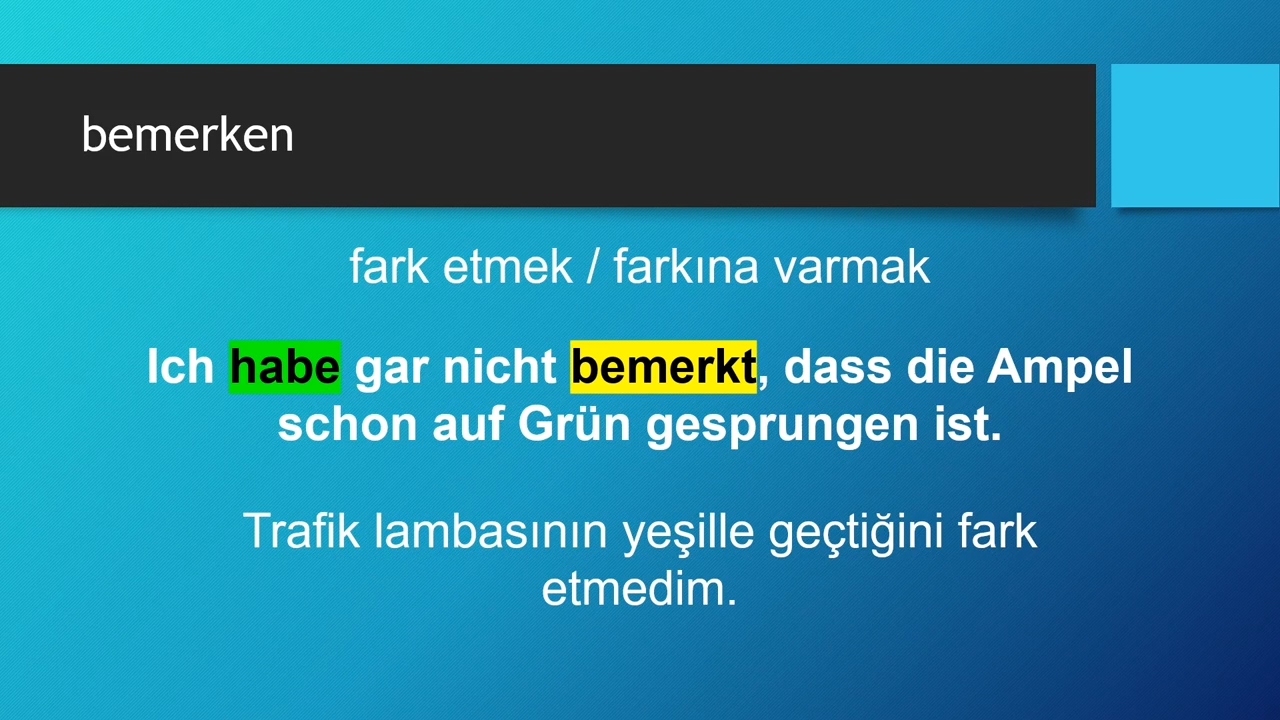 bemerken
fark etmek / farkına varmak
Ich habe gar nicht bemerkt, dass die Ampel
schon auf Grün gesprungen ist.
Trafik lambasının yeşille geçtiğini fark
etmedim.